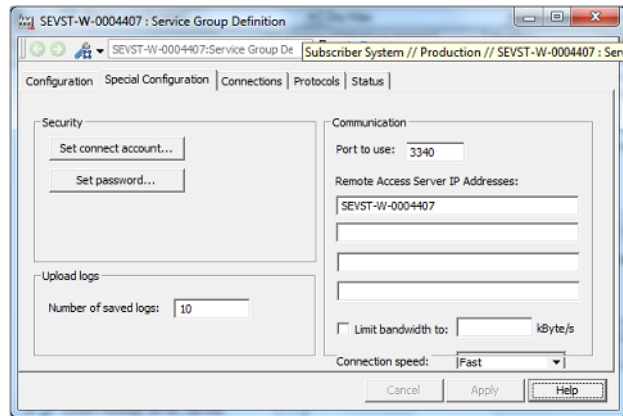 SEVST-W-0004407 : Service Group Definition
SEVST-W-0004407:Service Group De
Subscriber System // Production // SEVST-W-0004407 : Ser
Configuration Special Configuration Connections Protocols Status
Security
Set connect account...
Set password...
Upload logs
Number of saved logs: 10
Communication
Port to use: 3340
Remote Access Server IP Addresses:
SEVST-W-0004407
Limit bandwidth to: kByte/s
Connection speed: Fast
Cancel Apply Help